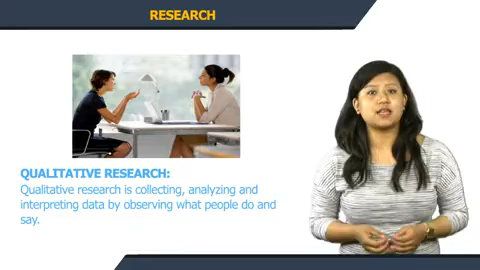 RESEARCH
QUALITATIVE RESEARCH:
Qualitative research is collecting, analyzing and
interpreting data by observing what people do and
say.